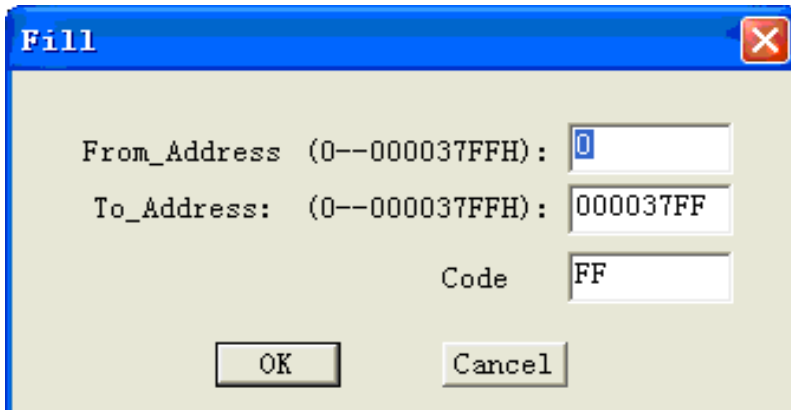 Fill
From_Address (0--000037FFH): 0
To_Address: (0--000037FFH): 000037FF
Code FF
OK Cancel